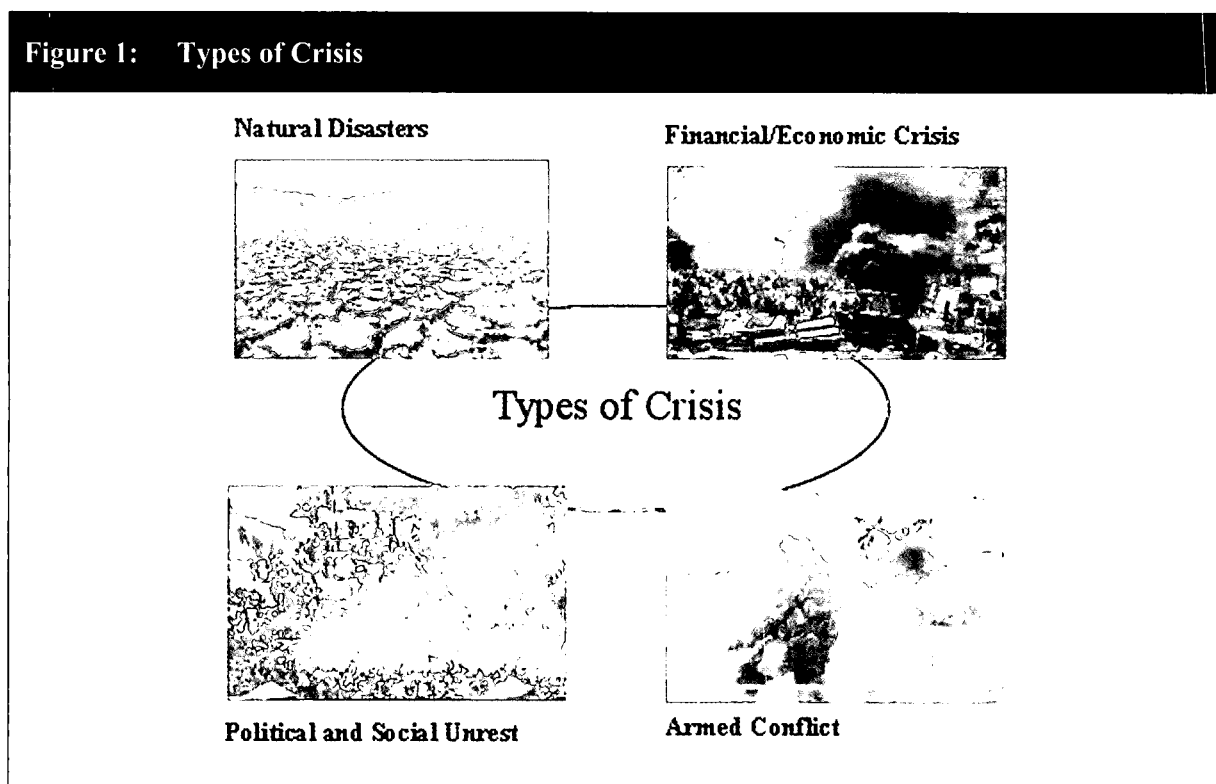 Figure 1: Types of Crisis
Natural Disasters
Financial/Economic Crisis
Types of Crisis
Political and Social Unrest
Armed Conflict